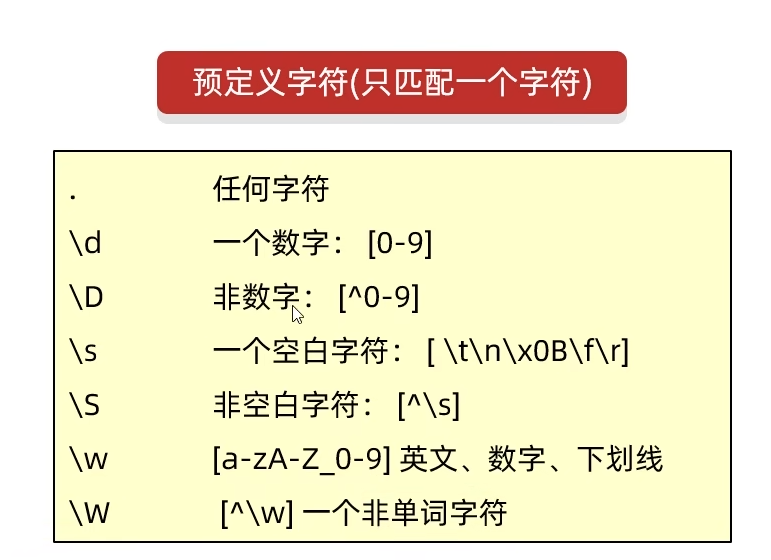 预定义字符(只匹配一个字符)
. 任何字符
\d 一个数字： [0-9]
\D 非数字： [^0-9]
\s 一个空白字符： [ \t\n\x0B\f\r]
\S 非空白字符： [^\s]
\w [a-zA-Z_0-9] 英文、数字、下划线
\W [^\w] 一个非单词字符